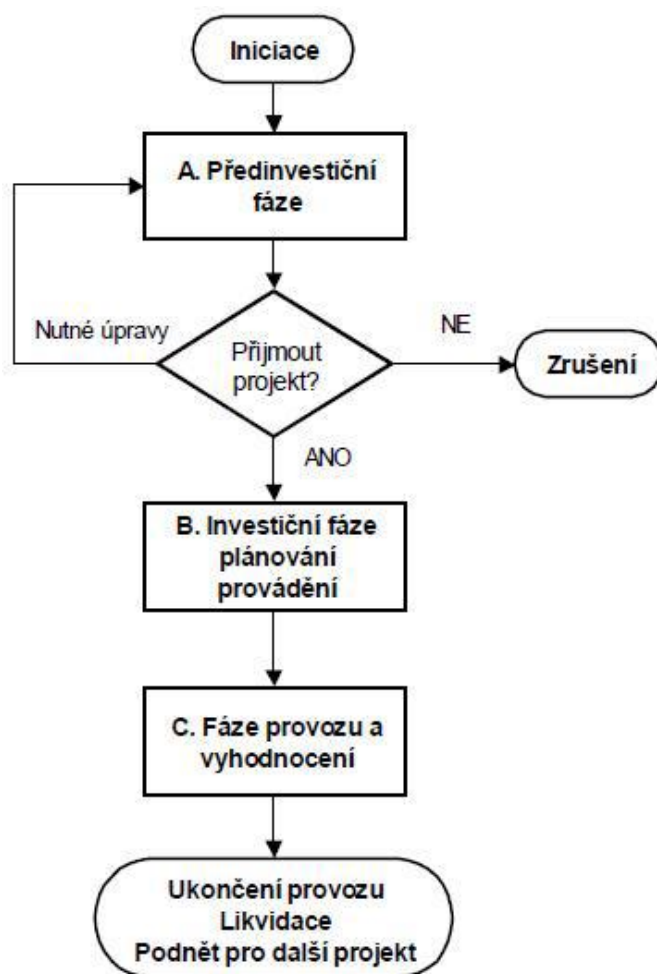 Iniciace
A. Předinvestiční
fáze
Nutné úpravy
Přijmout
projekt?
NE
Zrušení
ANO
B. Investiční fáze
plánování
provádění
C. Fáze provozu a
vyhodnocení
Ukončení provozu
Likvidace
Podnět pro další projekt